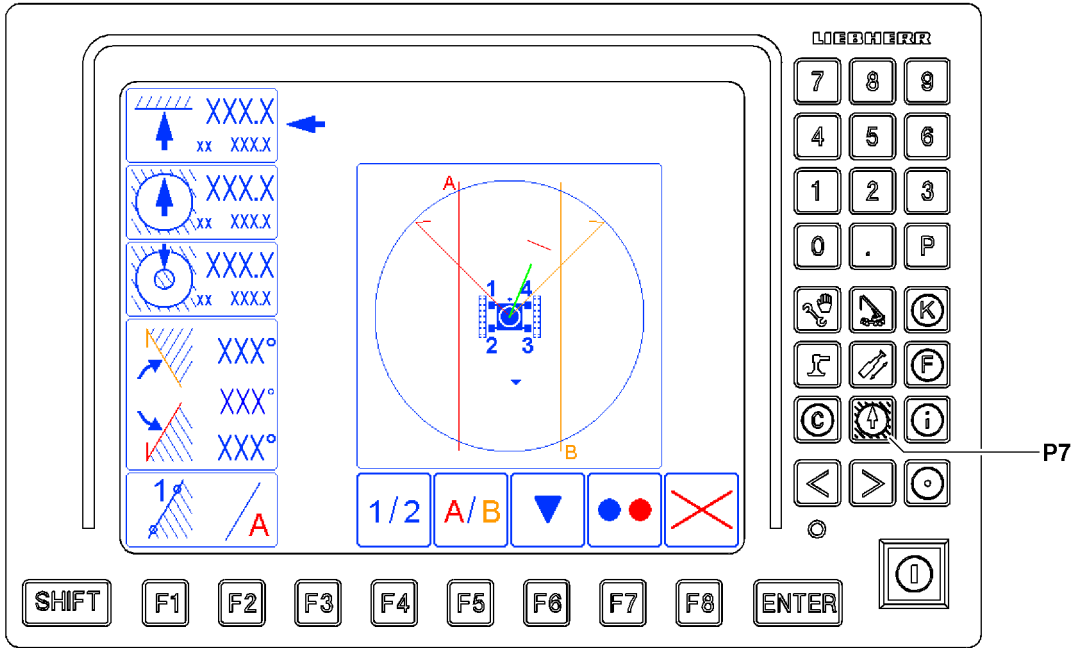 LIEBHERR
XXX.X
xx XXX.X
XXX.X
xx XXX.X
XXX.X
xx XXX.X
XXX°
XXX°
XXX°
1
A
A
B
1 4
2 3
1/2
A/B
7 8 9
4 5 6
1 2 3
0 . P
K
F
C i
< >
P7
SHIFT F1 F2 F3 F4 F5 F6 F7 F8 ENTER